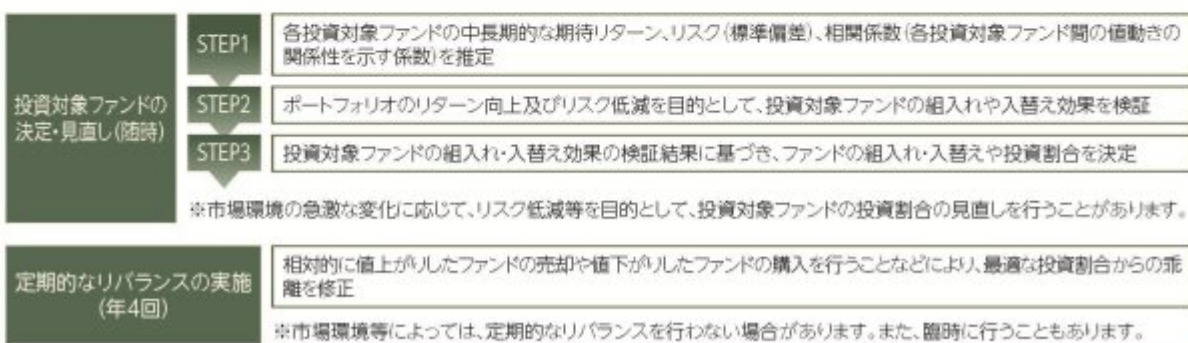 投資対象ファンドの
決定・見直し(随時)
STEP1
各投資対象ファンドの中長期的な期待リターン、リスク(標準偏差)、相関係数(各投資対象ファンド間の値動きの
関係性を示す係数)を推定
STEP2
ポートフォリオのリターン向上及びリスク低減を目的として、投資対象ファンドの組入れや入替え効果を検証
STEP3
投資対象ファンドの組入れ・入替え効果の検証結果に基づき、ファンドの組入れ・入替えや投資割合を決定
※市場環境の急激な変化に応じて、リスク低減等を目的として、投資対象ファンドの投資割合の見直しを行うことがあります。
定期的なリバランスの実施
(年4回)
相対的に値上がりしたファンドの売却や値下がりしたファンドの購入を行うことなどにより、最適な投資割合からの乖
離を修正
※市場環境等によっては、定期的なリバランスを行わない場合があります。また、臨時に行うこともあります。